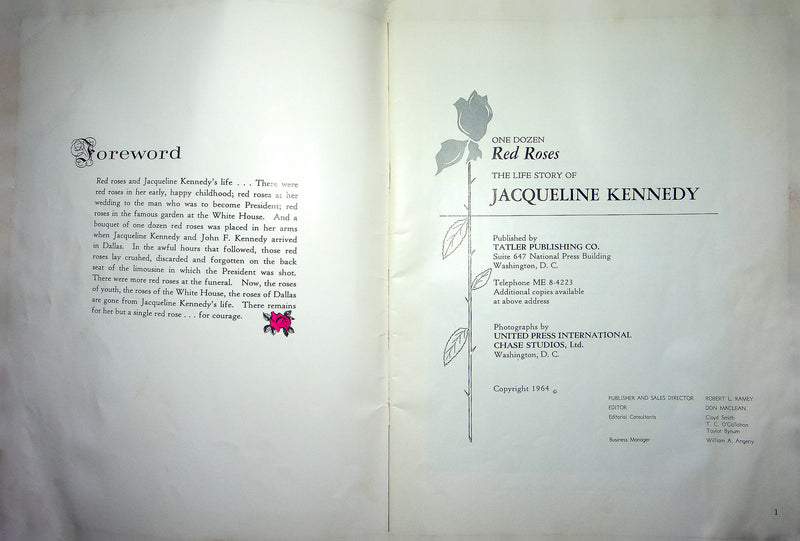 Foreword
Red roses and Jacqueline Kennedy's life . . . There were
red roses in her early, happy childhood; red roses at her
wedding to the man who was to become President; red
roses in the famous garden at the White House. And a
bouquet of one dozen red roses was placed in her arms
when Jacqueline Kennedy and John F. Kennedy arrived
in Dallas. In the awful hours that followed, those red
roses lay crushed, discarded and forgotten on the back
seat of the limousine in which the President was shot.
There were more red roses at the funeral. Now, the roses
of youth, the roses of the White House, the roses of Dallas
are gone from Jacqueline Kennedy's life. There remains
for her but a single red rose . . . for courage.
ONE DOZEN
Red Roses
THE LIFE STORY OF
JACQUELINE KENNEDY
Published by
TATLER PUBLISHING CO.
Suite 647 National Press Building
Washington, D. C.
Telephone ME 8-4223
Additional copies available
at above address
Photographs by
UNITED PRESS INTERNATIONAL
CHASE STUDIOS, Ltd.
Washington, D. C.
Copyright 1964 ©
PUBLISHER AND SALES DIRECTOR ROBERT L. RAMEY
EDITOR DON MACLEAN
Editorial Consultants Cloyd Smith
T. C. O'Callahan
Taylor Bynum
Business Manager William A. Angeny
1